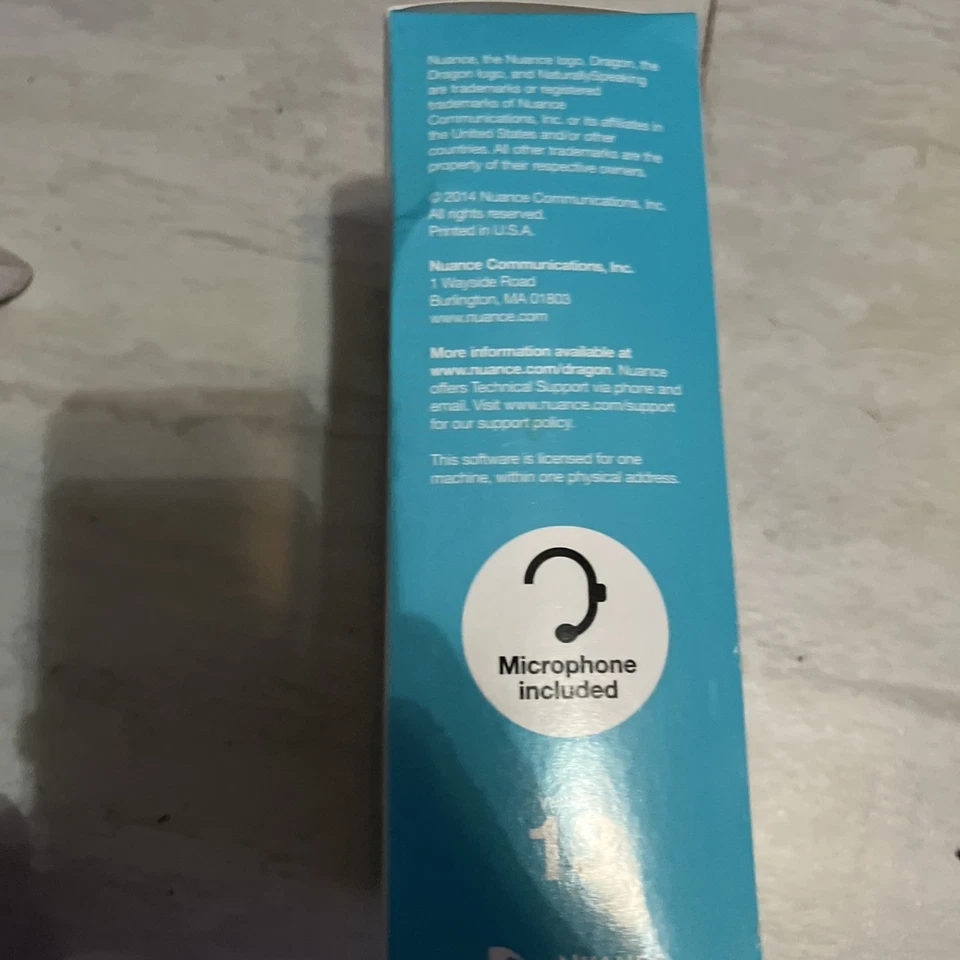 Nuance, the Nuance logo, Dragon, the
Dragon logo, and NaturallySpeaking
are trademarks or registered
trademarks of Nuance
Communications, Inc. or its affiliates in
the United States and/or other
countries. All other trademarks are the
property of their respective owners.
© 2014 Nuance Communications, Inc.
All rights reserved.
Printed in U.S.A.
Nuance Communications, Inc.
1 Wayside Road
Burlington, MA 01803
www.nuance.com
More information available at
www.nuance.com/dragon. Nuance
offers Technical Support via phone and
email. Visit www.nuance.com/support
for our support policy.
This software is licensed for one
machine, within one physical address.
Microphone
included